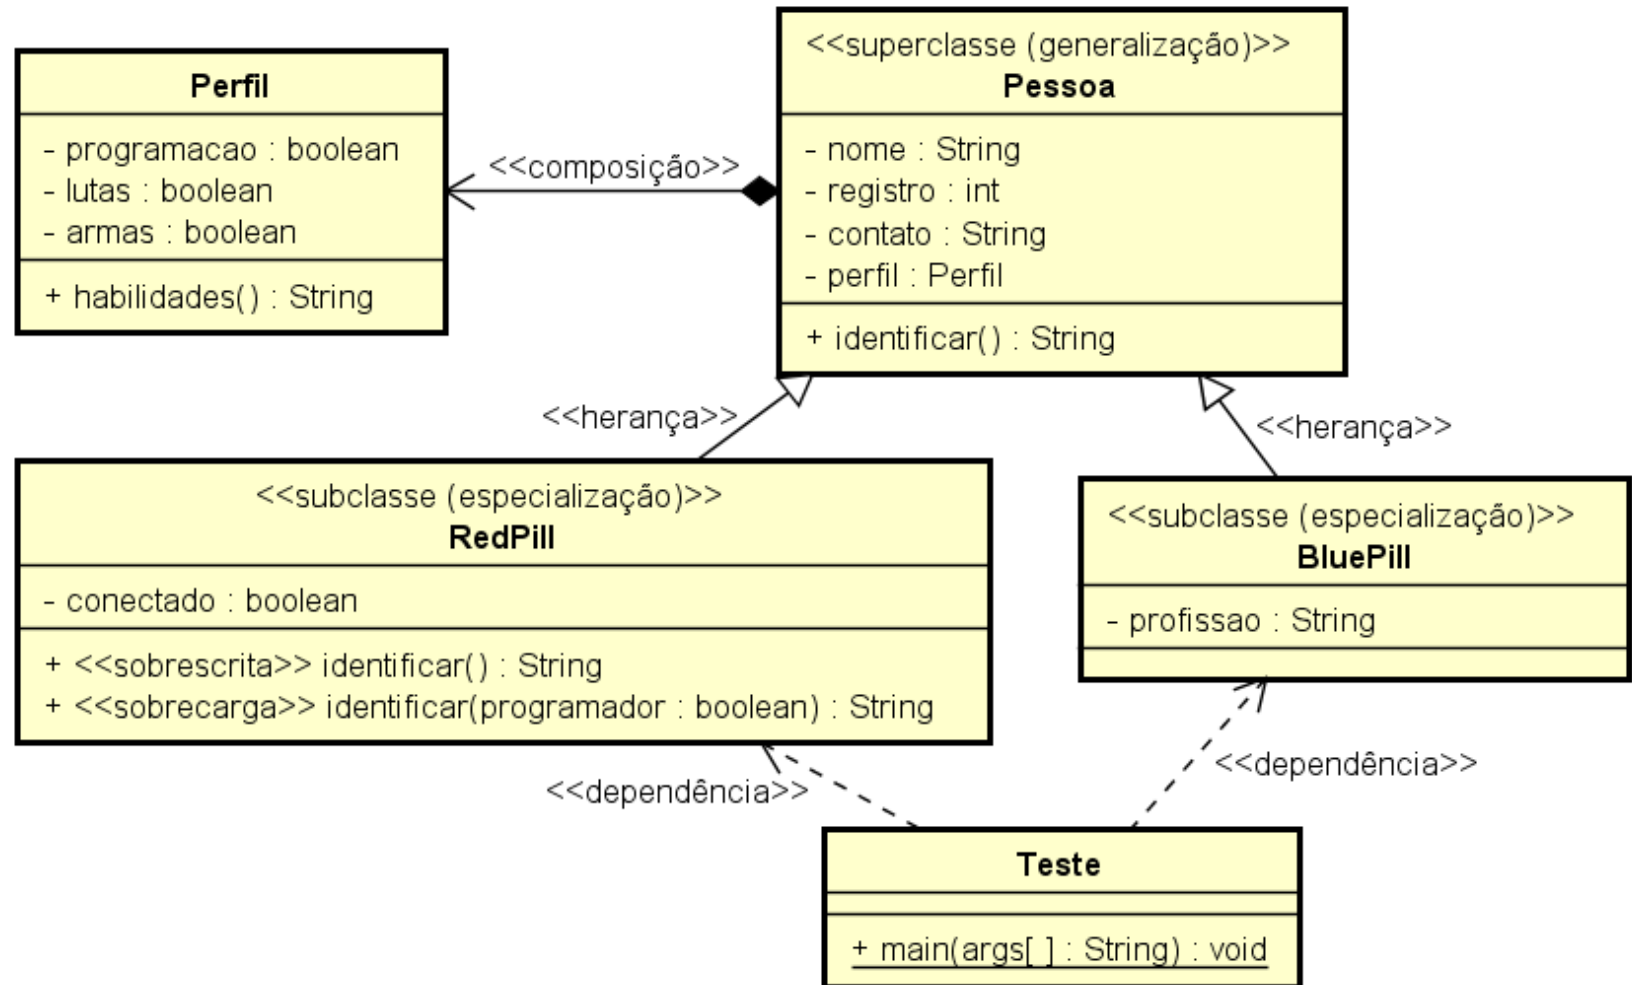 Perfil
- programacao : boolean
- lutas : boolean
- armas : boolean
+ habilidades() : String
<<composição>>
<<superclasse (generalização)>>
Pessoa
- nome : String
- registro : int
- contato : String
- perfil : Perfil
+ identificar() : String
<<herança>>
<<herança>>
<<subclasse (especialização)>>
RedPill
- conectado : boolean
+ <<sobrescrita>> identificar() : String
+ <<sobrecarga>> identificar(programador : boolean) : String
<<subclasse (especialização)>>
BluePill
- profissao : String
<<dependência>>
<<dependência>>
Teste
+ main(args[ ] : String) : void